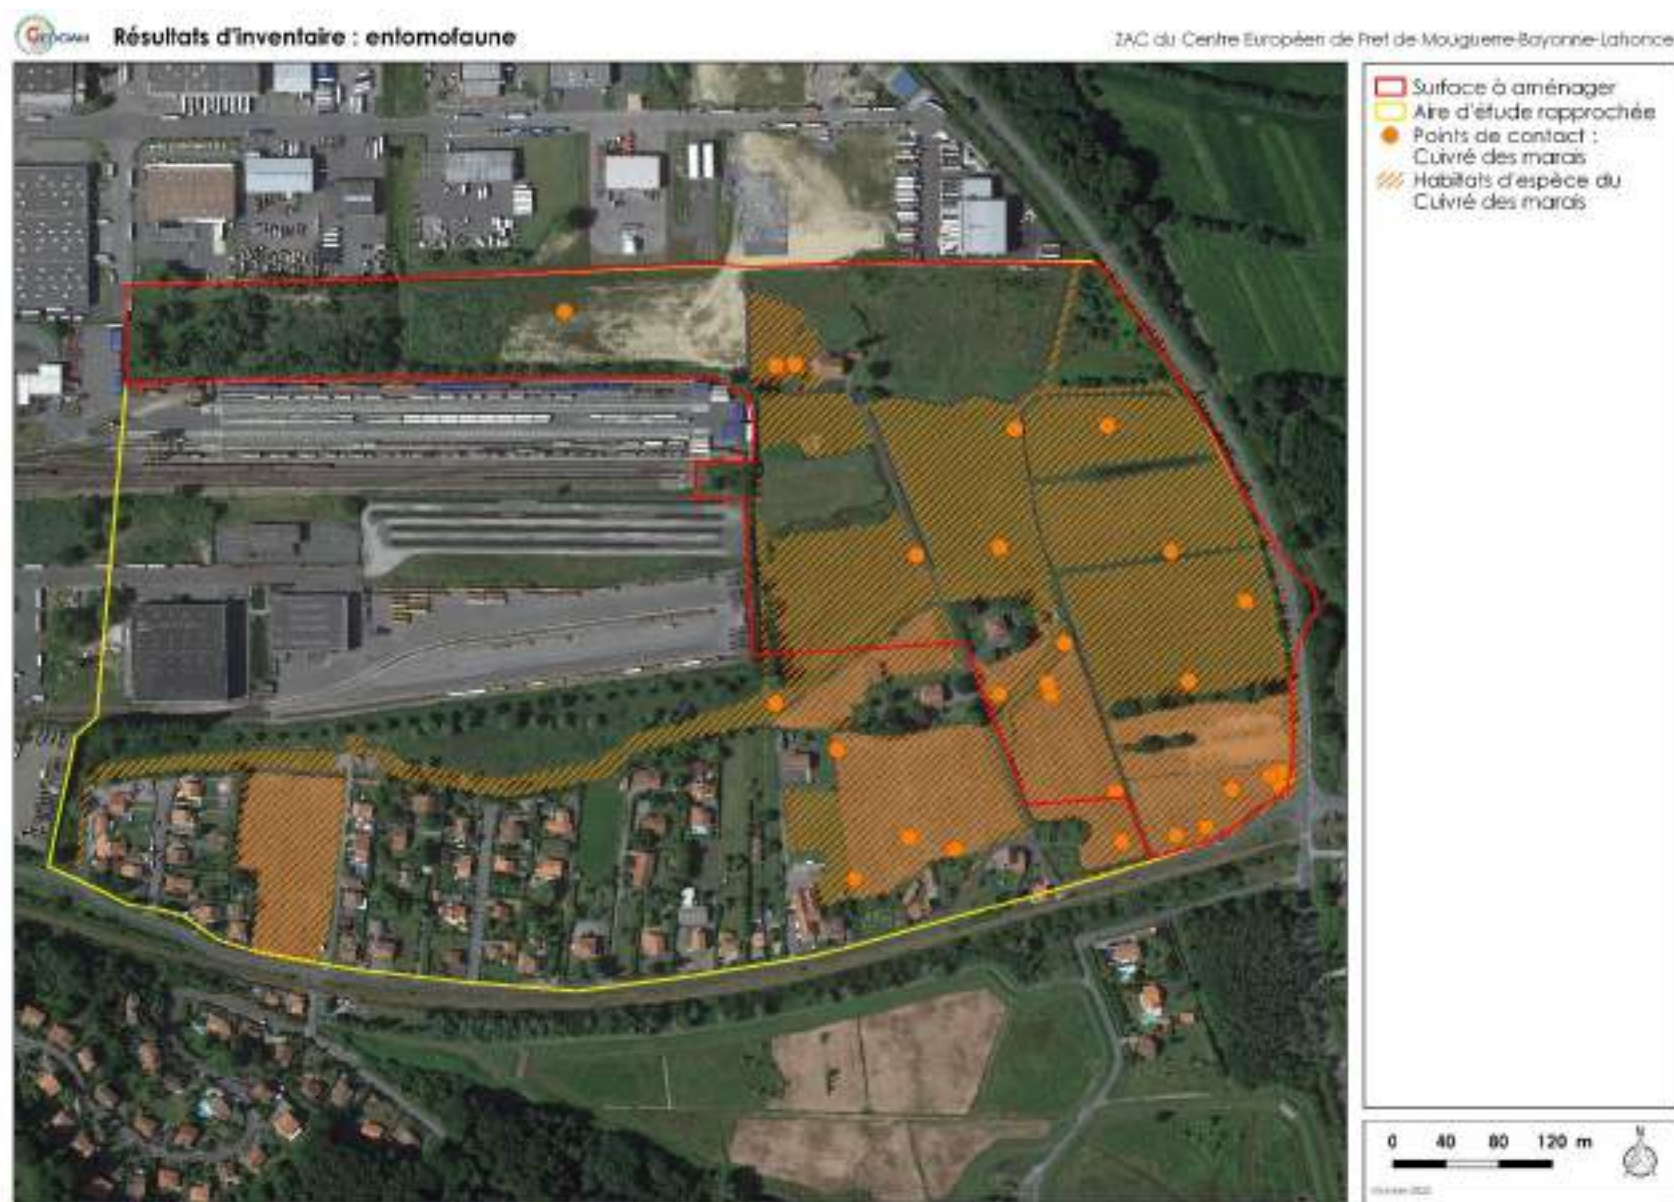 Résultats d'inventaire : entomofaune
ZAC du Centre Européen de Fret de Mouguerre-Bayonne-Lahonce
Surface à aménager
Aire d'étude rapprochée
Points de contact :
Cuivré des marais
Habitats d'espèce du
Cuivré des marais
0 40 80 120 m
N